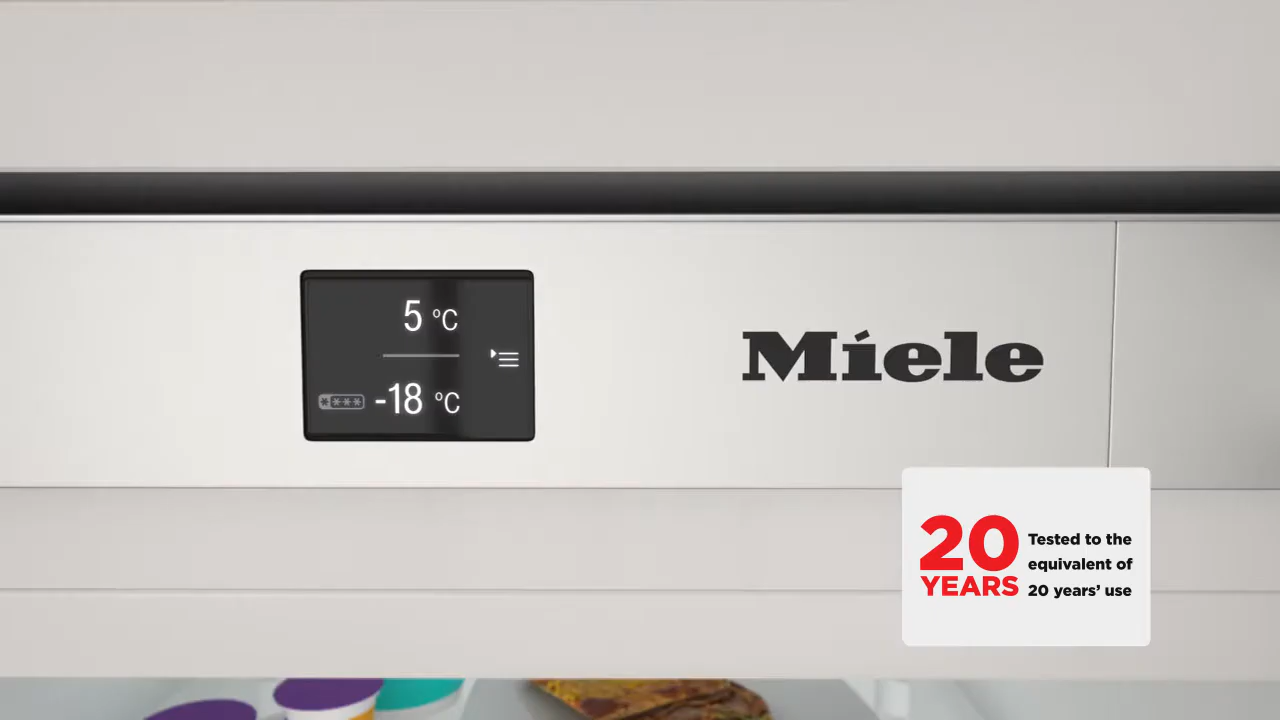 5 °C
-18 °C
Miele
20
YEARS
Tested to the
equivalent of
20 years’ use